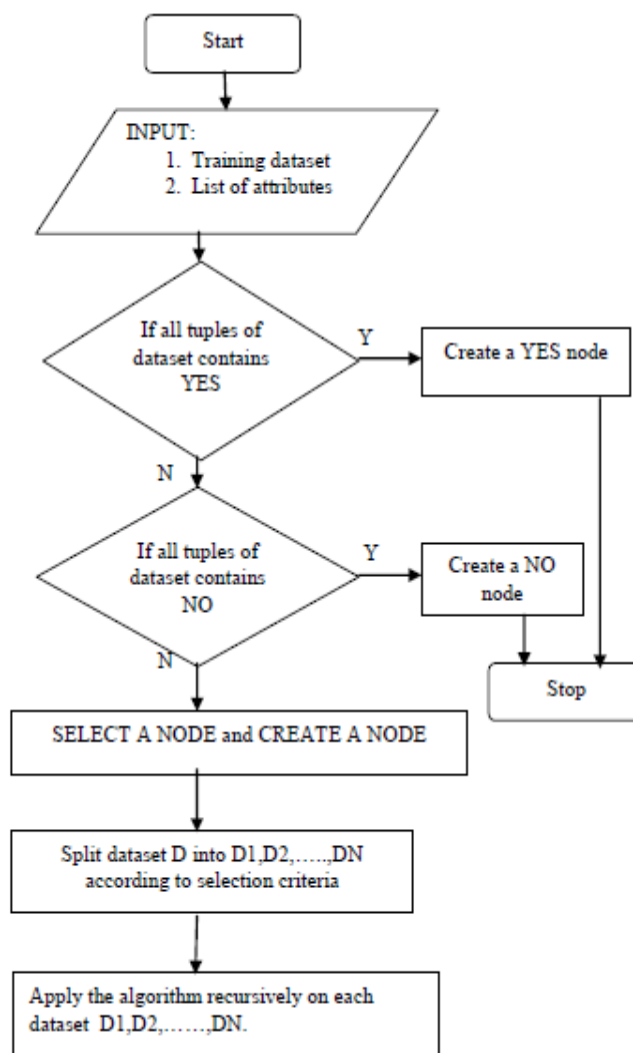 Start
INPUT:
1. Training dataset
2. List of attributes
If all tuples of
dataset contains
YES
Y
Create a YES node
N
If all tuples of
dataset contains
NO
Y
Create a NO
node
N
Stop
SELECT A NODE and CREATE A NODE
Split dataset D into D1,D2,.....,DN
according to selection criteria
Apply the algorithm recursively on each
dataset D1,D2,......,DN.